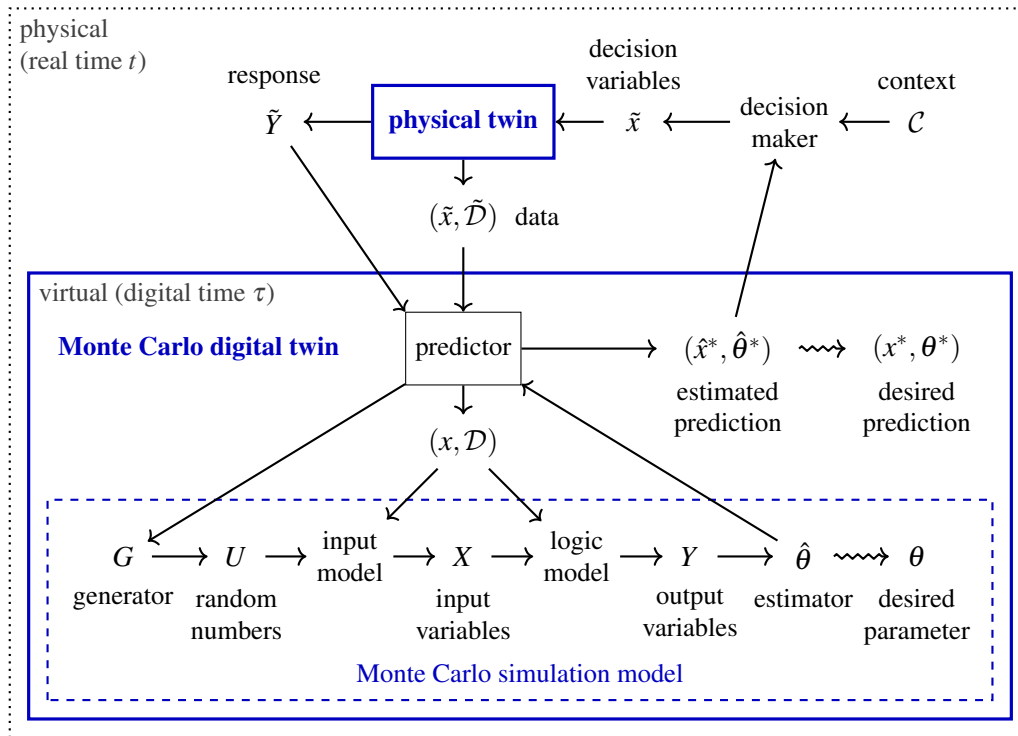 physical
(real time t)
response
decision
variables
context
Ỹ
physical twin
x̃
decision
maker
𝒞
(x̃, 𝒟̃) data
virtual (digital time τ)
Monte Carlo digital twin
predictor
(x̂*, θ̂*)
(x*, θ*)
estimated
prediction
desired
prediction
(x, 𝒟)
G
generator
U
random
numbers
input
model
X
input
variables
logic
model
Y
output
variables
θ̂
estimator
θ
desired
parameter
Monte Carlo simulation model